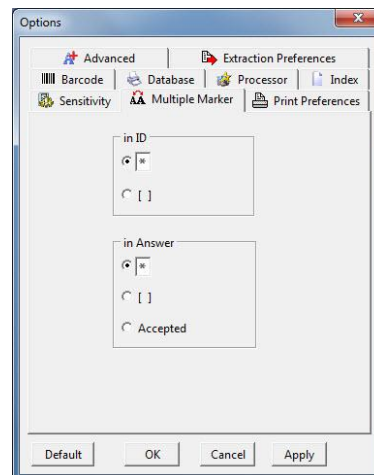 Options
Advanced Extraction Preferences
Barcode Database Processor Index
Sensitivity Multiple Marker Print Preferences
in ID
*
[ ]
in Answer
*
[ ]
Accepted
Default OK Cancel Apply